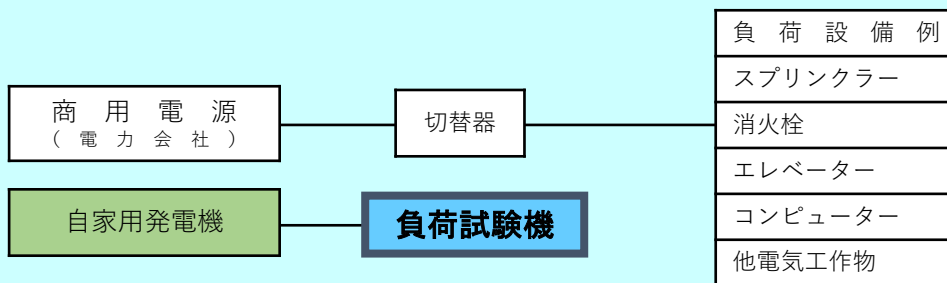 商用電源
(電力会社)
切替器
自家用発電機
負荷試験機
負荷設備例
スプリンクラー
消火栓
エレベーター
コンピューター
他電気工作物